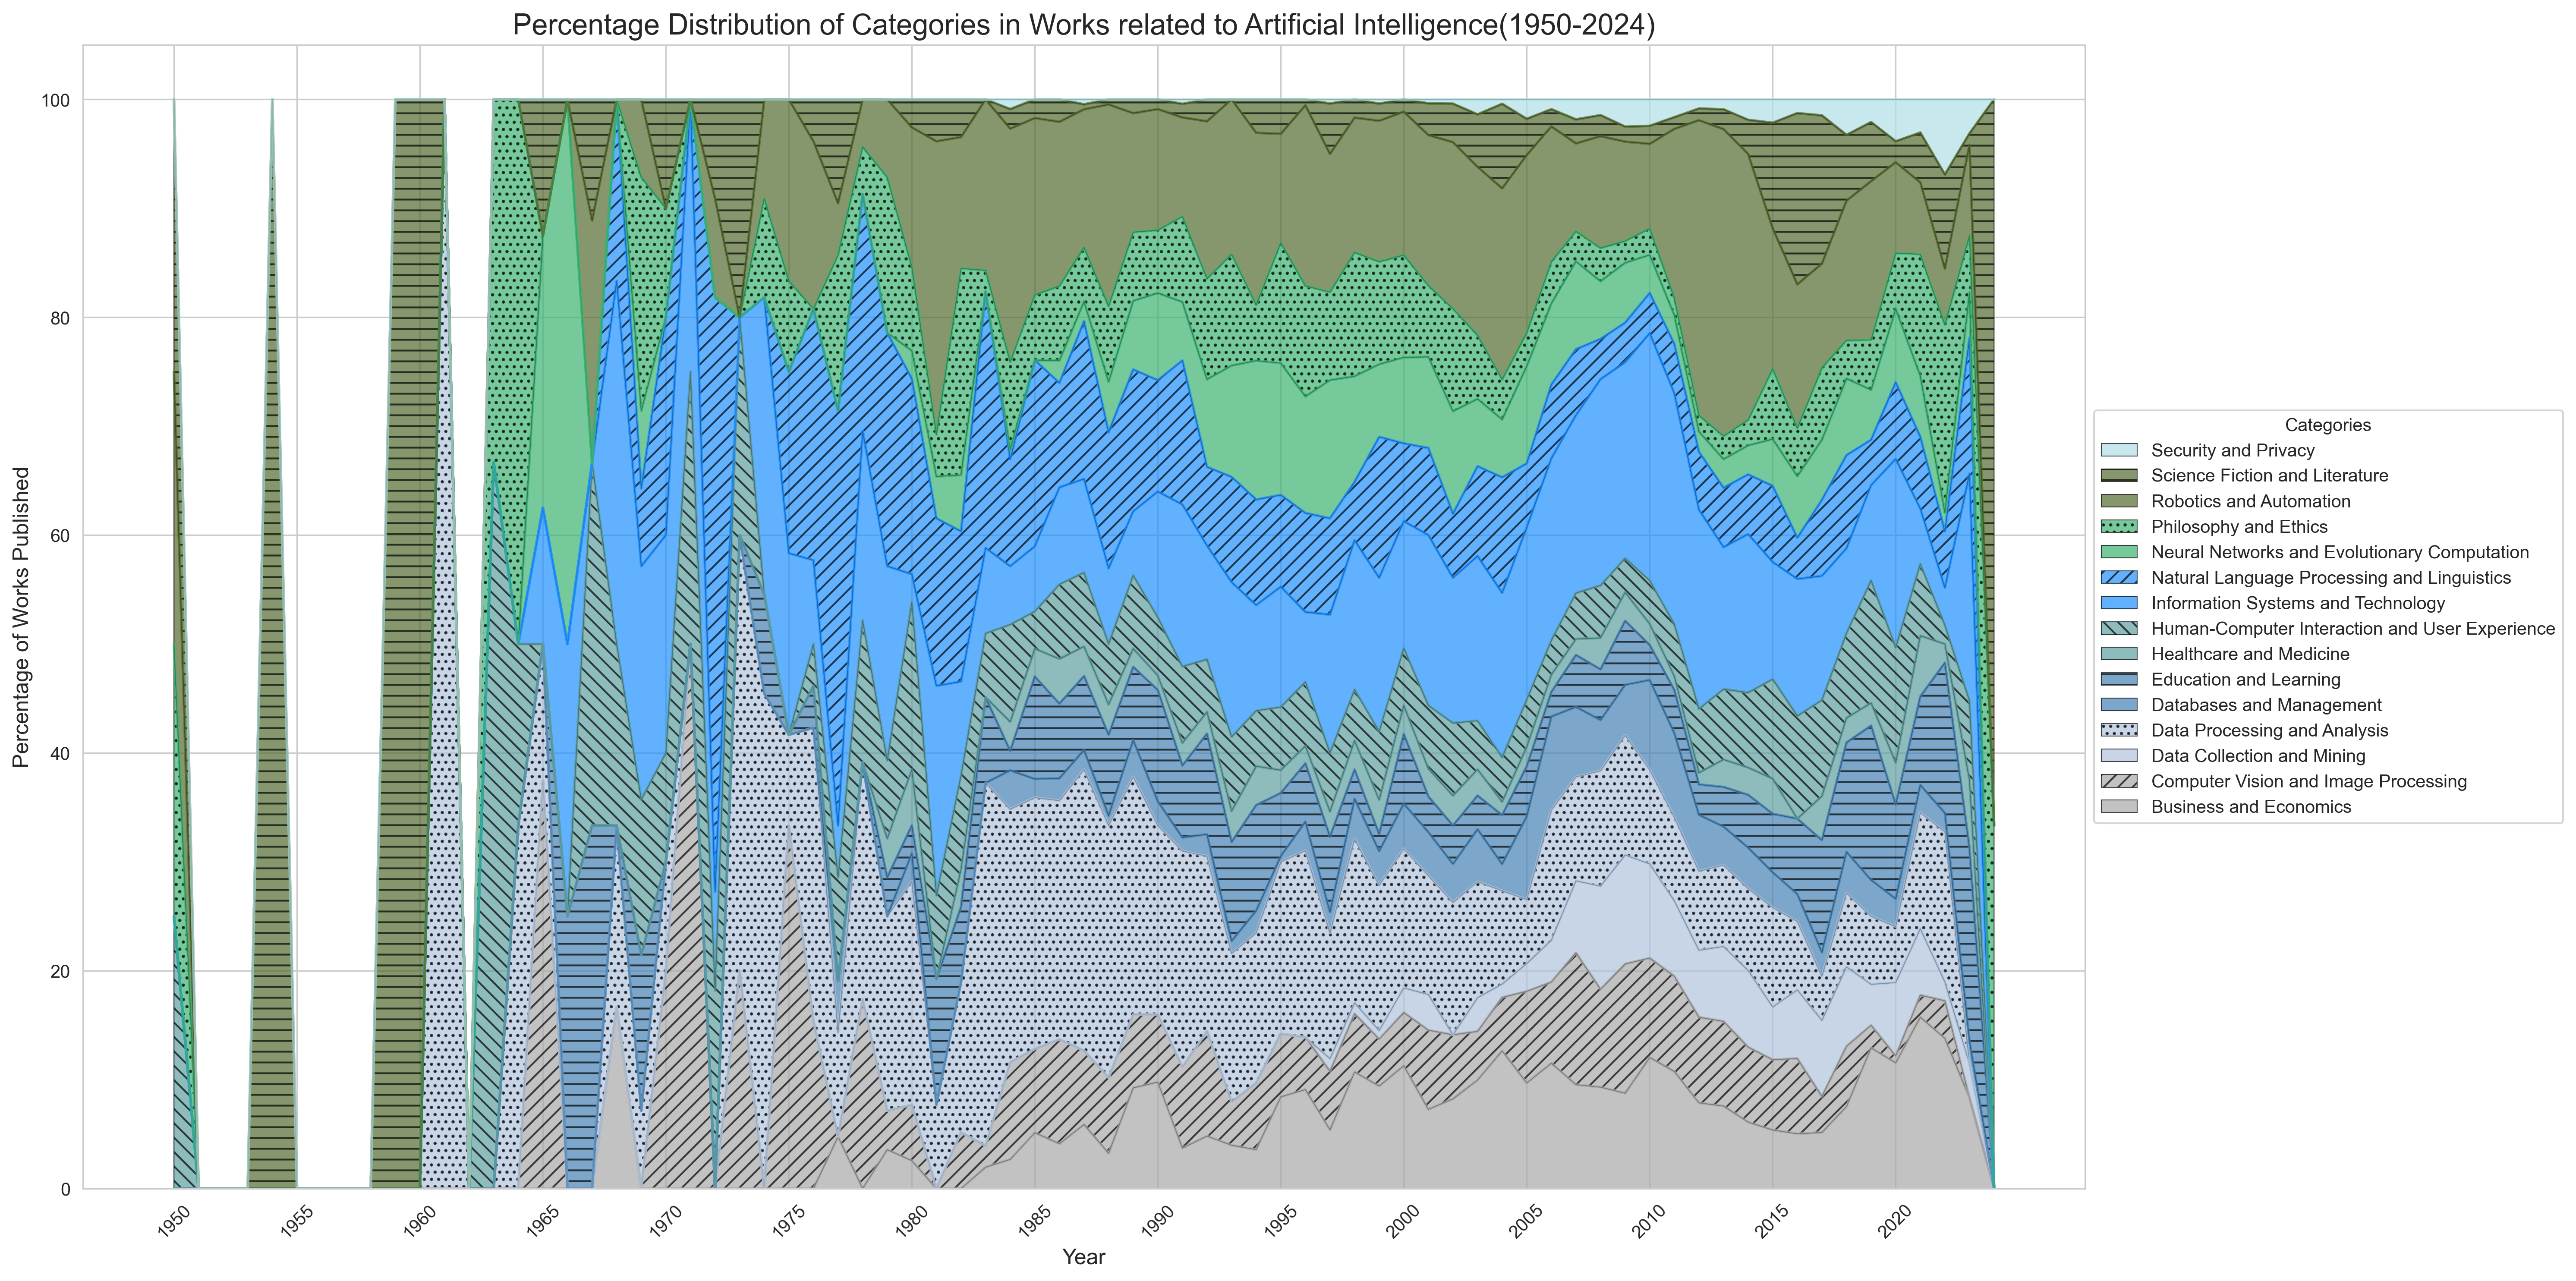 Percentage Distribution of Categories in Works related to Artificial Intelligence(1950-2024)
Percentage of Works Published
100
80
60
40
20
0
1950
1955
1960
1965
1970
1975
1980
1985
1990
1995
2000
2005
2010
2015
2020
Year
Categories
Security and Privacy
Science Fiction and Literature
Robotics and Automation
Philosophy and Ethics
Neural Networks and Evolutionary Computation
Natural Language Processing and Linguistics
Information Systems and Technology
Human-Computer Interaction and User Experience
Healthcare and Medicine
Education and Learning
Databases and Management
Data Processing and Analysis
Data Collection and Mining
Computer Vision and Image Processing
Business and Economics